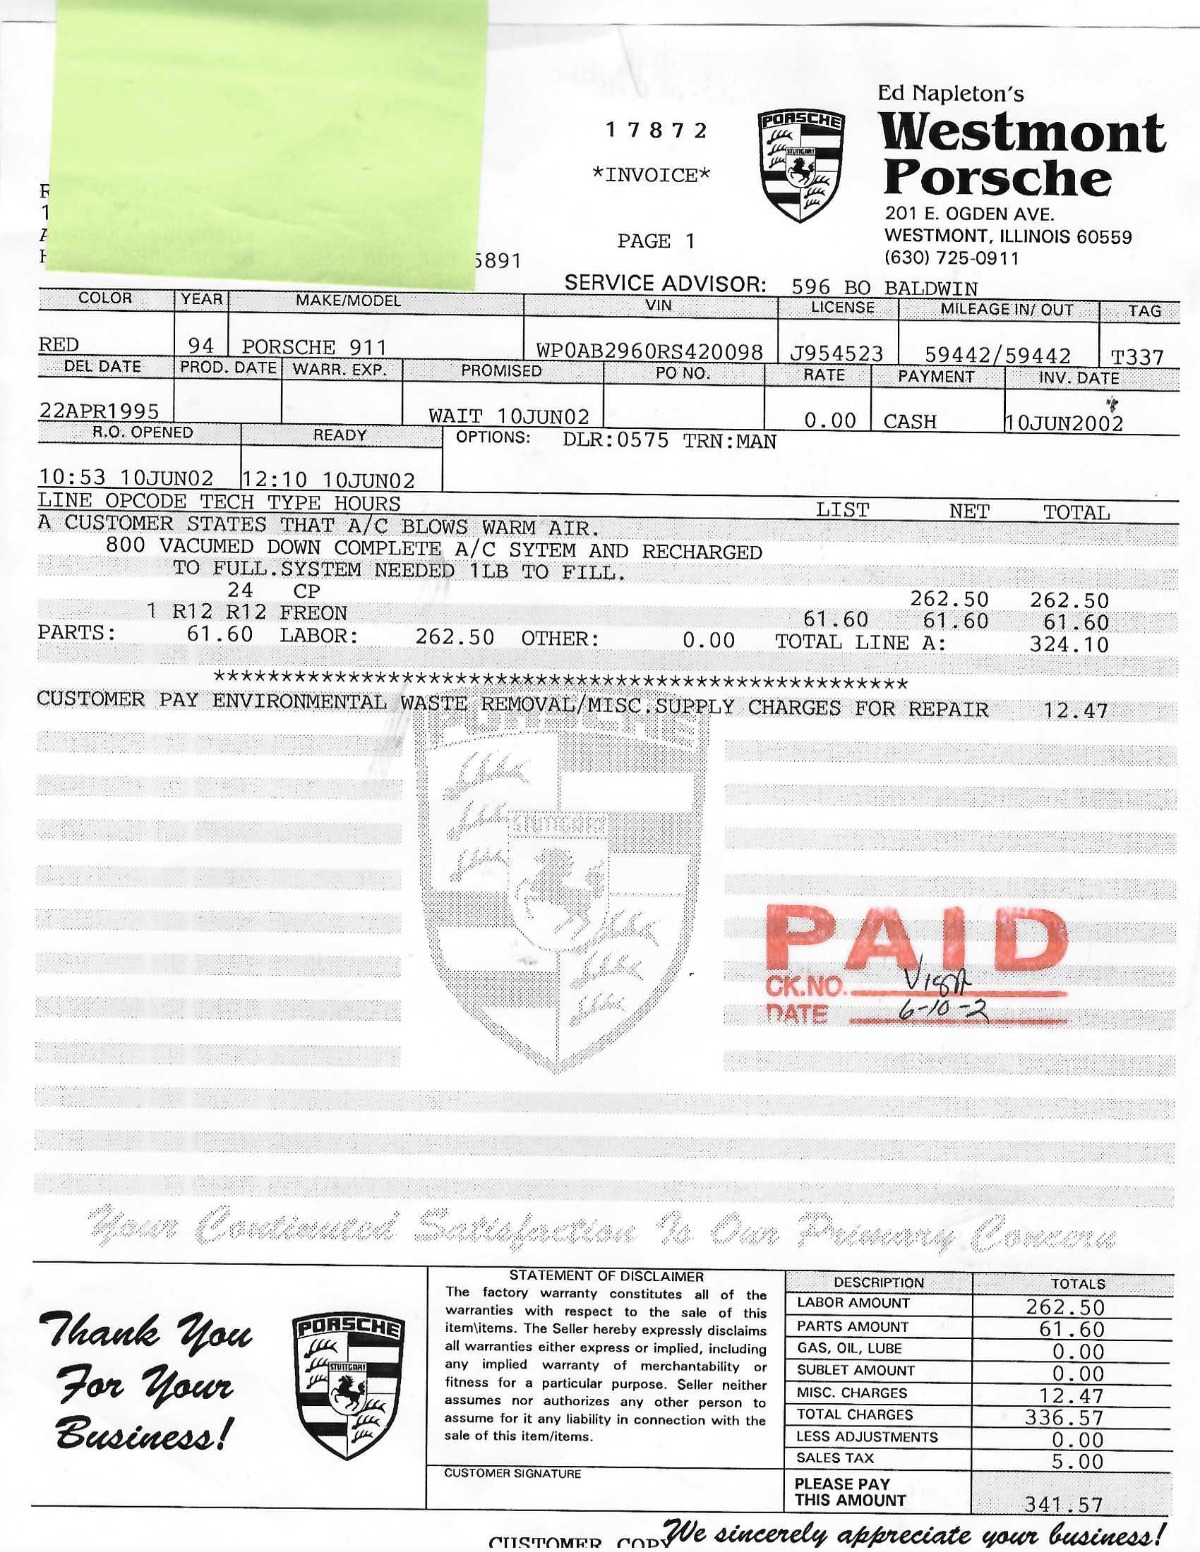 Ed Napleton's
17872
PORSCHE
STUTTGART
Westmont
Porsche
*INVOICE*
201 E. OGDEN AVE.
WESTMONT, ILLINOIS 60559
(630) 725-0911
PAGE 1
5891
SERVICE ADVISOR: 596 BO BALDWIN
COLOR YEAR MAKE/MODEL VIN LICENSE MILEAGE IN/ OUT TAG
RED 94 PORSCHE 911 WP0AB2960RS420098 J954523 59442/59442 T337
DEL DATE PROD. DATE WARR. EXP. PROMISED PO NO. RATE PAYMENT INV. DATE
22APR1995 WAIT 10JUN02 0.00 CASH 10JUN2002
R.O. OPENED READY OPTIONS: DLR:0575 TRN:MAN
10:53 10JUN02 12:10 10JUN02
LINE OPCODE TECH TYPE HOURS LIST NET TOTAL
A CUSTOMER STATES THAT A/C BLOWS WARM AIR.
800 VACUMED DOWN COMPLETE A/C SYTEM AND RECHARGED
TO FULL.SYSTEM NEEDED 1LB TO FILL.
24 CP 262.50 262.50
1 R12 R12 FREON 61.60 61.60 61.60
PARTS: 61.60 LABOR: 262.50 OTHER: 0.00 TOTAL LINE A: 324.10
****************************************************
CUSTOMER PAY ENVIRONMENTAL WASTE REMOVAL/MISC.SUPPLY CHARGES FOR REPAIR 12.47
PORSCHE
STUTTGART
PAID
CK.NO. VISA
DATE 6-10-2
Your Continued Satisfaction Is Our Primary Concern
Thank You
For Your
Business!
PORSCHE
STUTTGART
STATEMENT OF DISCLAIMER
The factory warranty constitutes all of the
warranties with respect to the sale of this
item\items. The Seller hereby expressly disclaims
all warranties either express or implied, including
any implied warranty of merchantability or
fitness for a particular purpose. Seller neither
assumes nor authorizes any other person to
assume for it any liability in connection with the
sale of this item/items.
CUSTOMER SIGNATURE
DESCRIPTION TOTALS
LABOR AMOUNT 262.50
PARTS AMOUNT 61.60
GAS, OIL, LUBE 0.00
SUBLET AMOUNT 0.00
MISC. CHARGES 12.47
TOTAL CHARGES 336.57
LESS ADJUSTMENTS 0.00
SALES TAX 5.00
PLEASE PAY
THIS AMOUNT 341.57
CUSTOMER COPY
We sincerely appreciate your business!